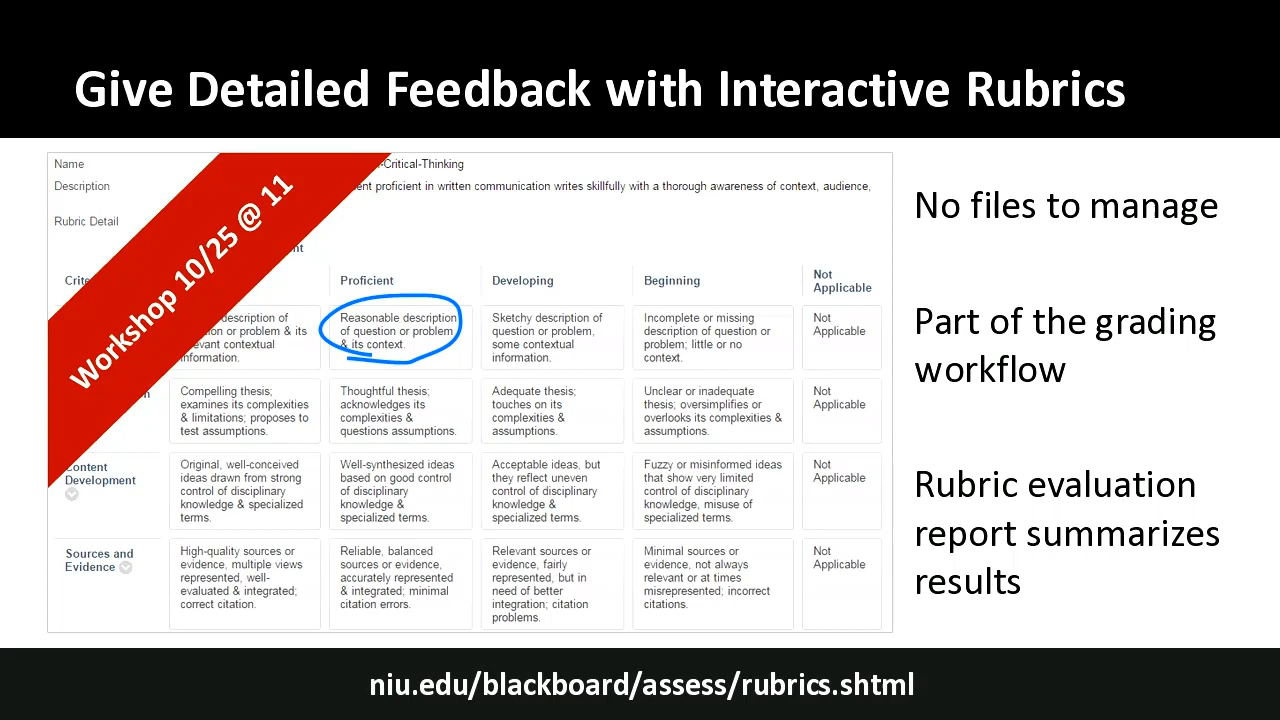 Give Detailed Feedback with Interactive Rubrics
Workshop 10/25 @ 11
Name
-Critical-Thinking
Description
proficient in written communication writes skillfully with a thorough awareness of context, audience,
Rubric Detail
Proficient
Developing
Beginning
Not
Applicable
description of
or problem & its
contextual
information.
Reasonable description
of question or problem
& its context.
Sketchy description of
question or problem,
some contextual
information.
Incomplete or missing
description of question or
problem; little or no
context.
Not
Applicable
Compelling thesis;
examines its complexities
& limitations; proposes to
test assumptions.
Thoughtful thesis;
acknowledges its
complexities &
questions assumptions.
Adequate thesis;
touches on its
complexities &
assumptions.
Unclear or inadequate
thesis; oversimplifies or
overlooks its complexities &
assumptions.
Not
Applicable
Content
Development
Original, well-conceived
ideas drawn from strong
control of disciplinary
knowledge & specialized
terms.
Well-synthesized ideas
based on good control
of disciplinary
knowledge &
specialized terms.
Acceptable ideas, but
they reflect uneven
control of disciplinary
knowledge &
specialized terms.
Fuzzy or misinformed ideas
that show very limited
control of disciplinary
knowledge, misuse of
specialized terms.
Not
Applicable
Sources and
Evidence
High-quality sources or
evidence, multiple views
represented, well-
evaluated & integrated;
correct citation.
Reliable, balanced
sources or evidence,
accurately represented
& integrated; minimal
citation errors.
Relevant sources or
evidence, fairly
represented, but in
need of better
integration; citation
problems.
Minimal sources or
evidence, not always
relevant or at times
misrepresented; incorrect
citations.
Not
Applicable
No files to manage
Part of the grading
workflow
Rubric evaluation
report summarizes
results
niu.edu/blackboard/assess/rubrics.shtml